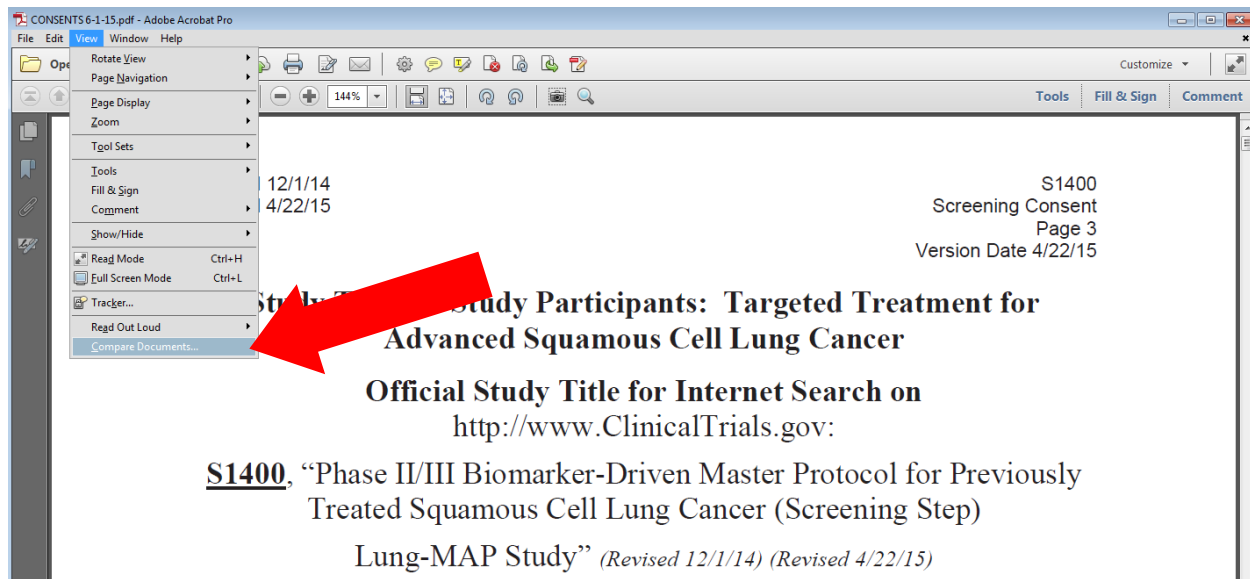 CONSENTS 6-1-15.pdf - Adobe Acrobat Pro
File Edit View Window Help
Ope
Customize
144%
Tools Fill & Sign Comment
Rotate View
Page Navigation
Page Display
Zoom
Tool Sets
Tools
Fill & Sign
Comment
Show/Hide
Read Mode Ctrl+H
Full Screen Mode Ctrl+L
Tracker...
Read Out Loud
Compare Documents...
12/1/14
4/22/15
S1400
Screening Consent
Page 3
Version Date 4/22/15
Study Study Participants: Targeted Treatment for
Advanced Squamous Cell Lung Cancer
Official Study Title for Internet Search on
http://www.ClinicalTrials.gov:
S1400, “Phase II/III Biomarker-Driven Master Protocol for Previously
Treated Squamous Cell Lung Cancer (Screening Step)
Lung-MAP Study” (Revised 12/1/14) (Revised 4/22/15)